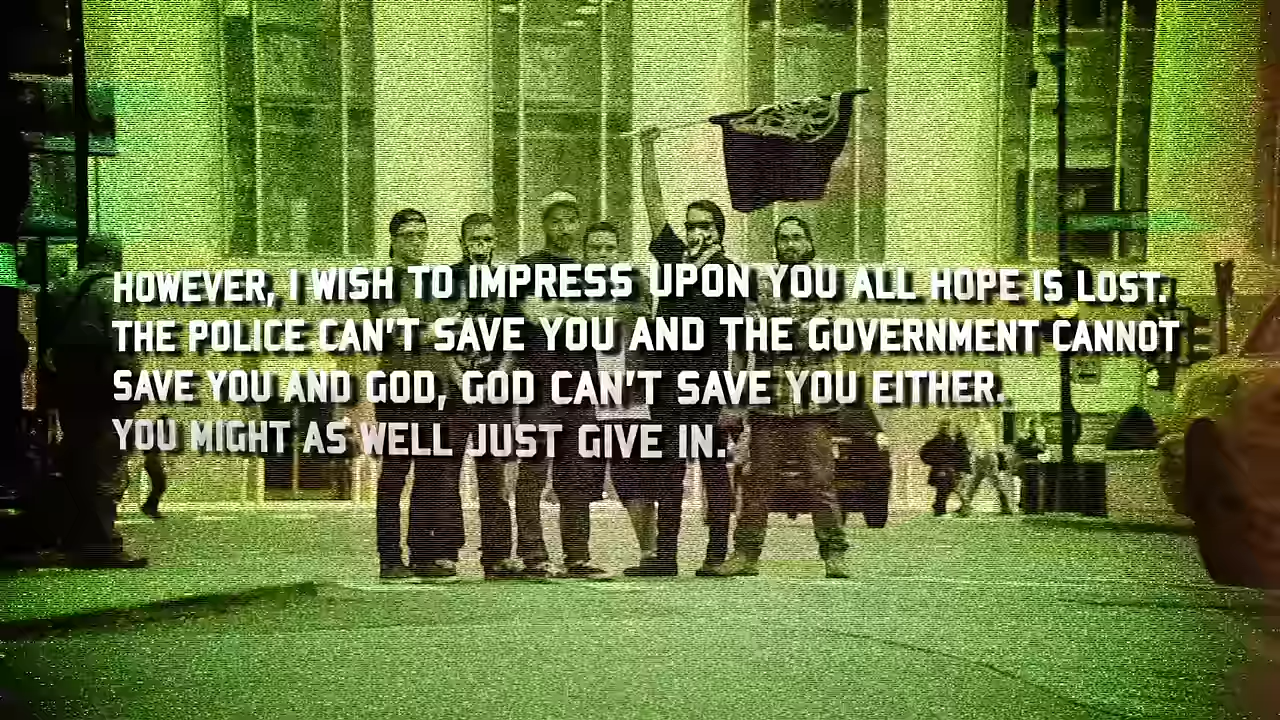 HOWEVER, I WISH TO IMPRESS UPON YOU ALL HOPE IS LOST.
THE POLICE CAN'T SAVE YOU AND THE GOVERNMENT CANNOT
SAVE YOU AND GOD, GOD CAN'T SAVE YOU EITHER.
YOU MIGHT AS WELL JUST GIVE IN.